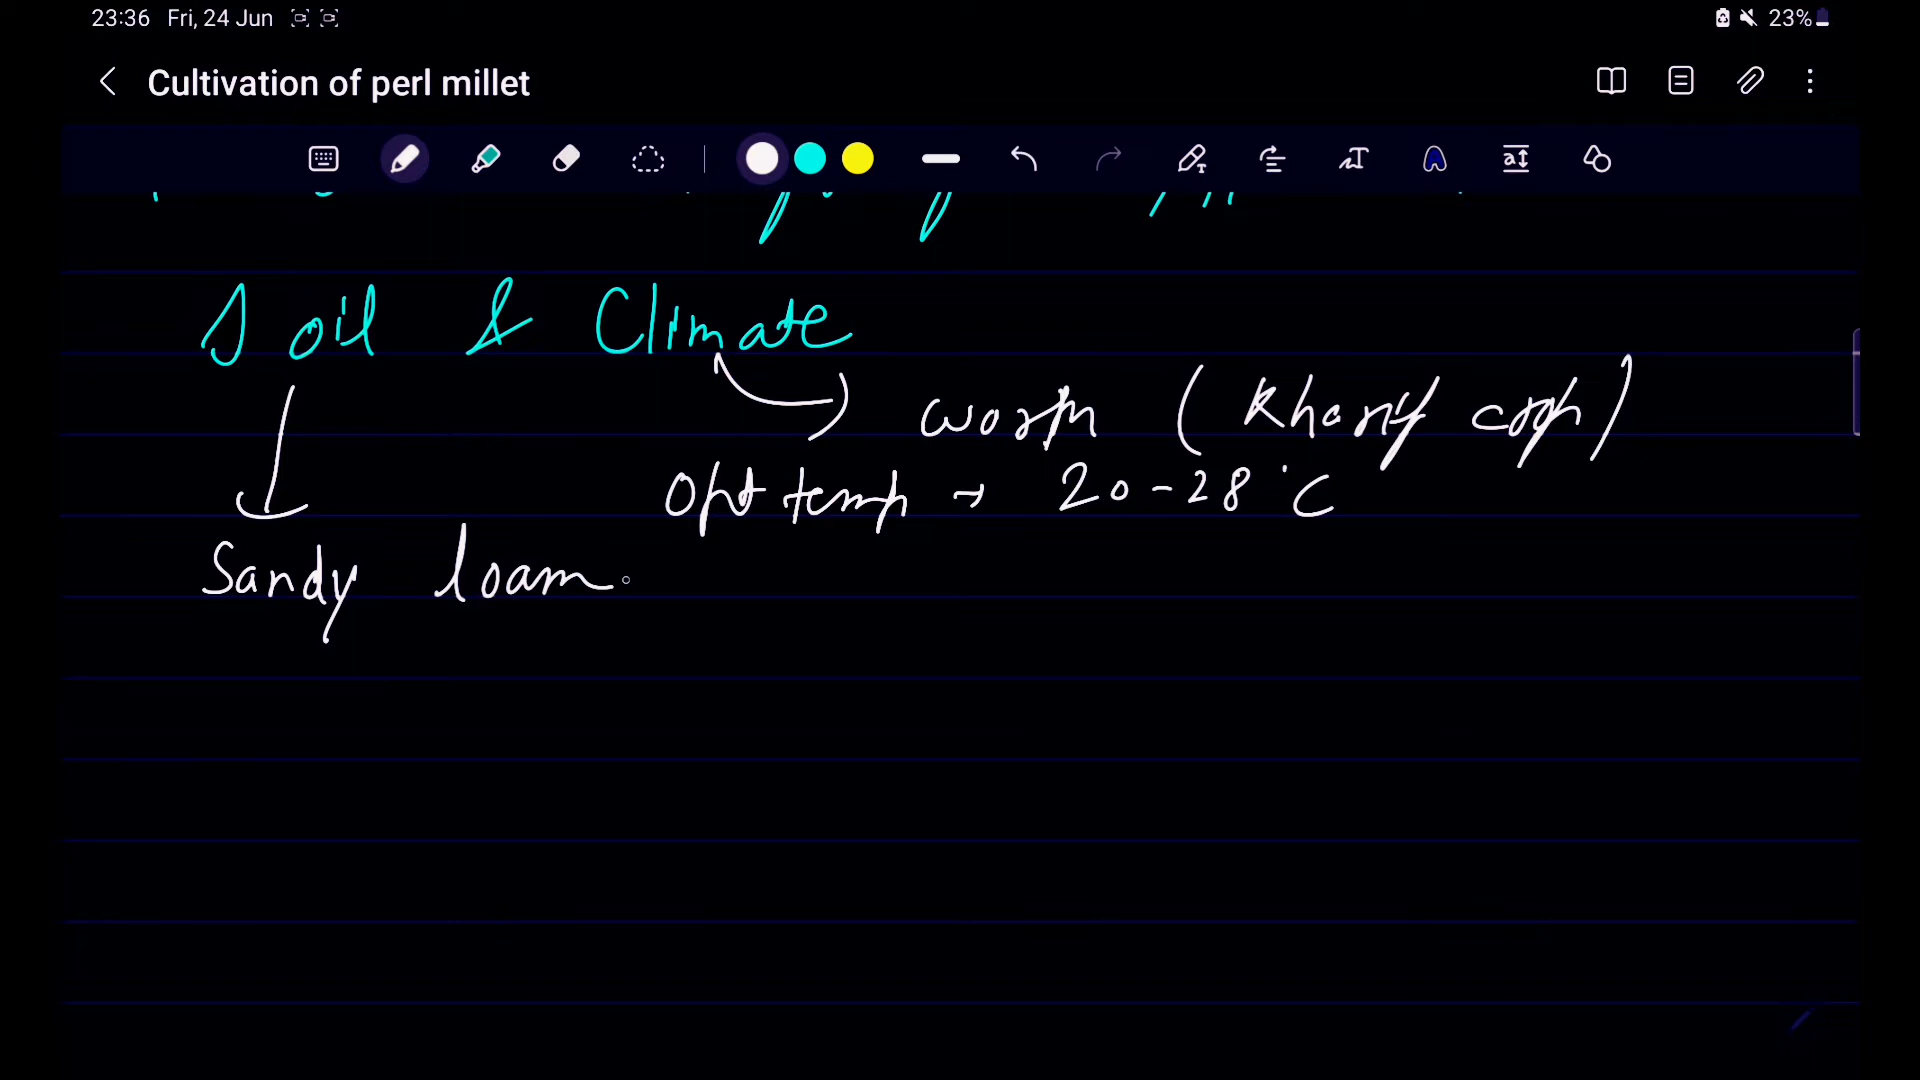 23:36 Fri, 24 Jun 23%
Cultivation of perl millet
Soil & Climate
worm (Kharif crop)
Opt temp → 20-28 °C
Sandy loam.